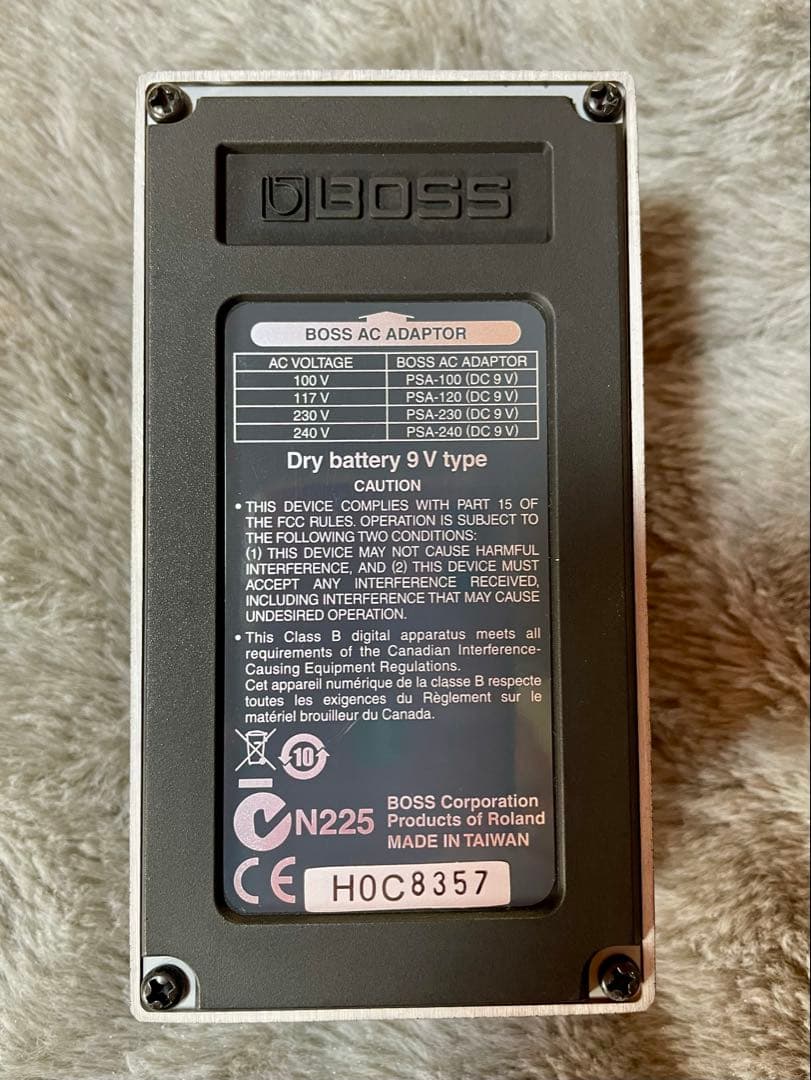 BOSS
BOSS AC ADAPTOR
AC VOLTAGE BOSS AC ADAPTOR
100 V PSA-100 (DC 9 V)
117 V PSA-120 (DC 9 V)
230 V PSA-230 (DC 9 V)
240 V PSA-240 (DC 9 V)
Dry battery 9 V type
CAUTION
• THIS DEVICE COMPLIES WITH PART 15 OF
THE FCC RULES. OPERATION IS SUBJECT TO
THE FOLLOWING TWO CONDITIONS:
(1) THIS DEVICE MAY NOT CAUSE HARMFUL
INTERFERENCE, AND (2) THIS DEVICE MUST
ACCEPT ANY INTERFERENCE RECEIVED,
INCLUDING INTERFERENCE THAT MAY CAUSE
UNDESIRED OPERATION.
• This Class B digital apparatus meets all
requirements of the Canadian Interference-
Causing Equipment Regulations.
Cet appareil numérique de la classe B respecte
toutes les exigences du Règlement sur le
matériel brouilleur du Canada.
10
N225
BOSS Corporation
Products of Roland
MADE IN TAIWAN
CE
H0C8357